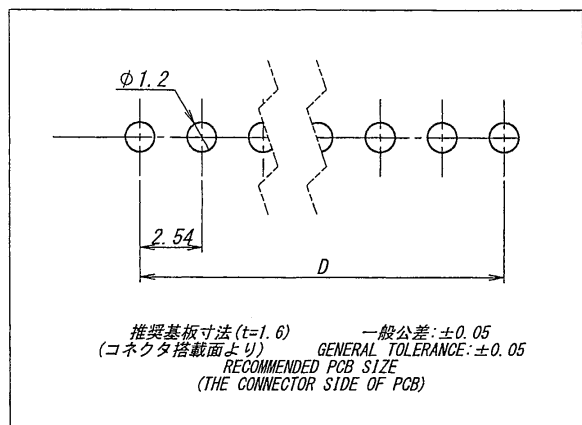 φ1.2
2.54
D
推奨基板寸法(t=1.6) 一般公差:±0.05
(コネクタ搭載面より) GENERAL TOLERANCE:±0.05
RECOMMENDED PCB SIZE
(THE CONNECTOR SIDE OF PCB)